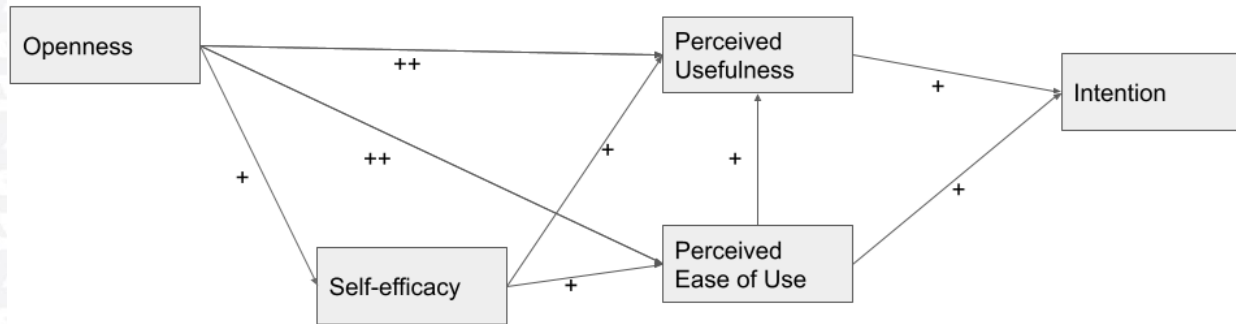 Openness
++
++
+
Self-efficacy
+
+
Perceived
Usefulness
+
Perceived
Ease of Use
+
+
Intention